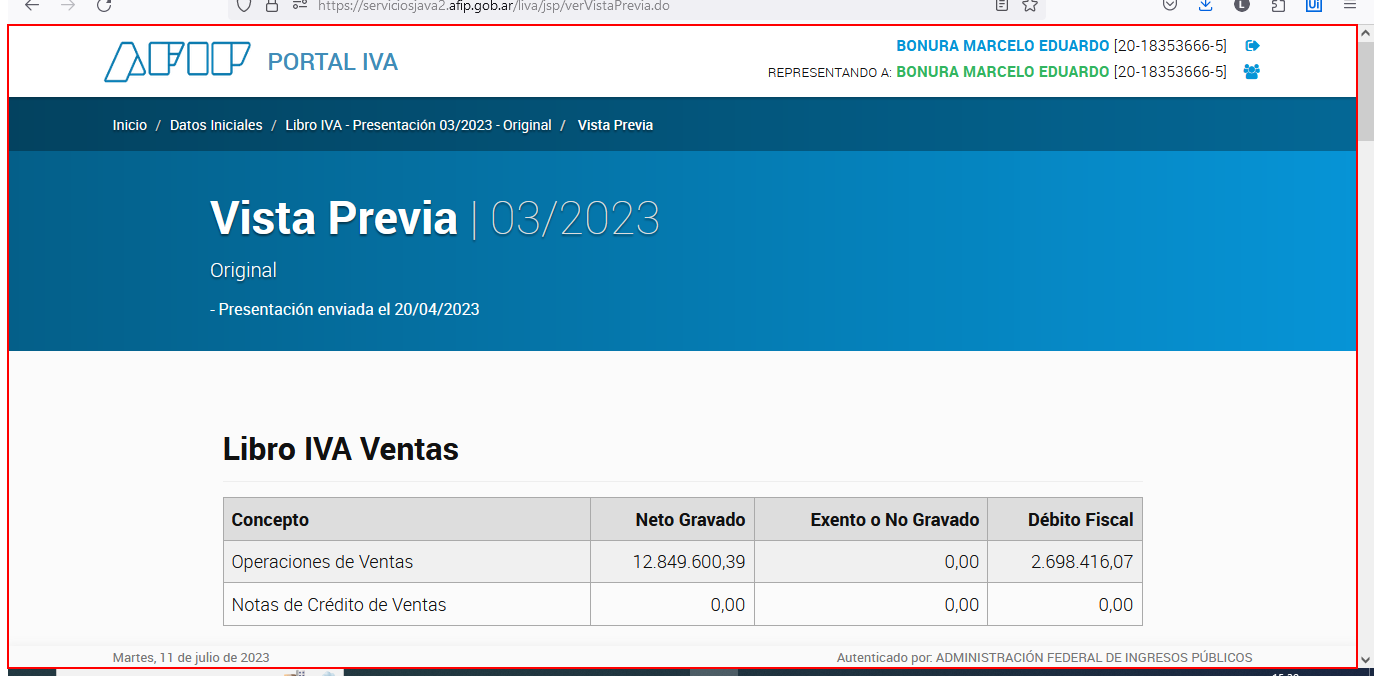 https://serviciosjava2.afip.gob.ar/liva/jsp/verVistaPrevia.do
L
Ui
AFIP PORTAL IVA
BONURA MARCELO EDUARDO [20-18353666-5]
REPRESENTANDO A: BONURA MARCELO EDUARDO [20-18353666-5]
Inicio / Datos Iniciales / Libro IVA - Presentación 03/2023 - Original / Vista Previa
Vista Previa | 03/2023
Original
- Presentación enviada el 20/04/2023
Libro IVA Ventas
Concepto Neto Gravado Exento o No Gravado Débito Fiscal
Operaciones de Ventas 12.849.600,39 0,00 2.698.416,07
Notas de Crédito de Ventas 0,00 0,00 0,00
Martes, 11 de julio de 2023 Autenticado por: ADMINISTRACIÓN FEDERAL DE INGRESOS PÚBLICOS